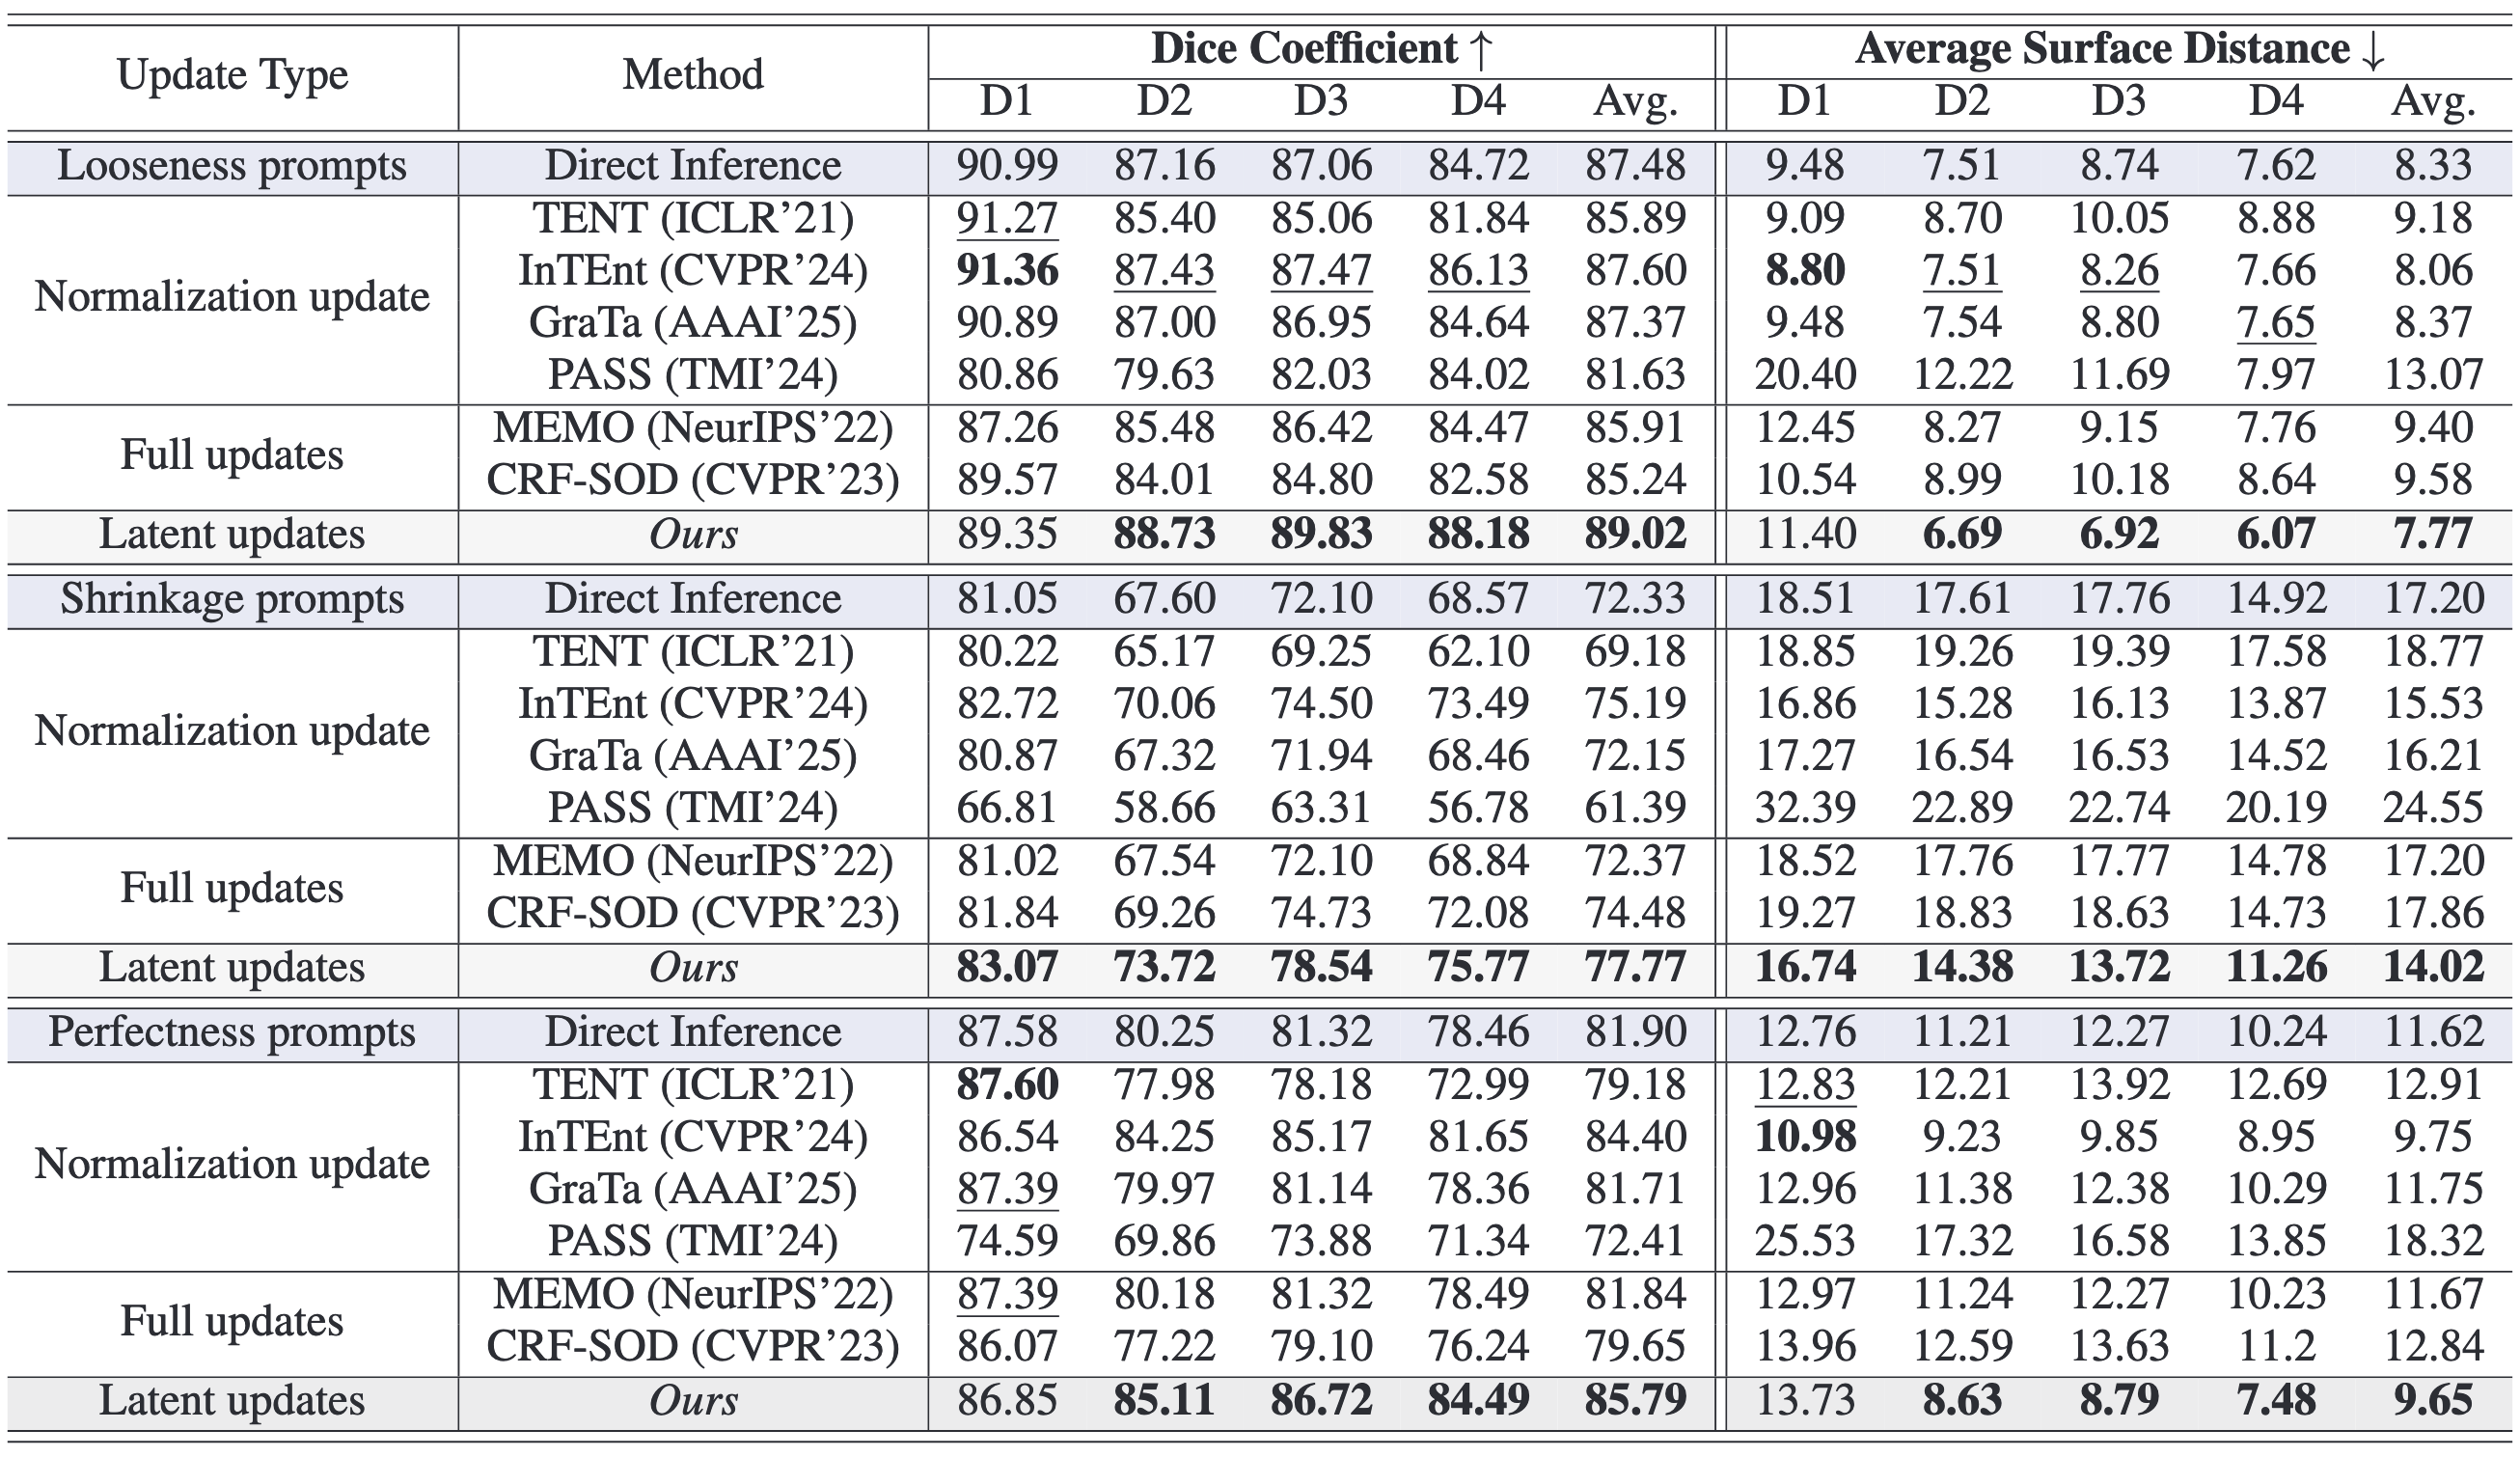 Update Type Method Dice Coefficient ↑ Average Surface Distance ↓
D1 D2 D3 D4 Avg. D1 D2 D3 D4 Avg.
Looseness prompts Direct Inference 90.99 87.16 87.06 84.72 87.48 9.48 7.51 8.74 7.62 8.33
Normalization update TENT (ICLR’21) 91.27 85.40 85.06 81.84 85.89 9.09 8.70 10.05 8.88 9.18
InTEnt (CVPR’24) 91.36 87.43 87.47 86.13 87.60 8.80 7.51 8.26 7.66 8.06
GraTa (AAAI’25) 90.89 87.00 86.95 84.64 87.37 9.48 7.54 8.80 7.65 8.37
PASS (TMI’24) 80.86 79.63 82.03 84.02 81.63 20.40 12.22 11.69 7.97 13.07
Full updates MEMO (NeurIPS’22) 87.26 85.48 86.42 84.47 85.91 12.45 8.27 9.15 7.76 9.40
CRF-SOD (CVPR’23) 89.57 84.01 84.80 82.58 85.24 10.54 8.99 10.18 8.64 9.58
Latent updates Ours 89.35 88.73 89.83 88.18 89.02 11.40 6.69 6.92 6.07 7.77
Shrinkage prompts Direct Inference 81.05 67.60 72.10 68.57 72.33 18.51 17.61 17.76 14.92 17.20
Normalization update TENT (ICLR’21) 80.22 65.17 69.25 62.10 69.18 18.85 19.26 19.39 17.58 18.77
InTEnt (CVPR’24) 82.72 70.06 74.50 73.49 75.19 16.86 15.28 16.13 13.87 15.53
GraTa (AAAI’25) 80.87 67.32 71.94 68.46 72.15 17.27 16.54 16.53 14.52 16.21
PASS (TMI’24) 66.81 58.66 63.31 56.78 61.39 32.39 22.89 22.74 20.19 24.55
Full updates MEMO (NeurIPS’22) 81.02 67.54 72.10 68.84 72.37 18.52 17.76 17.77 14.78 17.20
CRF-SOD (CVPR’23) 81.84 69.26 74.73 72.08 74.48 19.27 18.83 18.63 14.73 17.86
Latent updates Ours 83.07 73.72 78.54 75.77 77.77 16.74 14.38 13.72 11.26 14.02
Perfectness prompts Direct Inference 87.58 80.25 81.32 78.46 81.90 12.76 11.21 12.27 10.24 11.62
Normalization update TENT (ICLR’21) 87.60 77.98 78.18 72.99 79.18 12.83 12.21 13.92 12.69 12.91
InTEnt (CVPR’24) 86.54 84.25 85.17 81.65 84.40 10.98 9.23 9.85 8.95 9.75
GraTa (AAAI’25) 87.39 79.97 81.14 78.36 81.71 12.96 11.38 12.38 10.29 11.75
PASS (TMI’24) 74.59 69.86 73.88 71.34 72.41 25.53 17.32 16.58 13.85 18.32
Full updates MEMO (NeurIPS’22) 87.39 80.18 81.32 78.49 81.84 12.97 11.24 12.27 10.23 11.67
CRF-SOD (CVPR’23) 86.07 77.22 79.10 76.24 79.65 13.96 12.59 13.63 11.2 12.84
Latent updates Ours 86.85 85.11 86.72 84.49 85.79 13.73 8.63 8.79 7.48 9.65